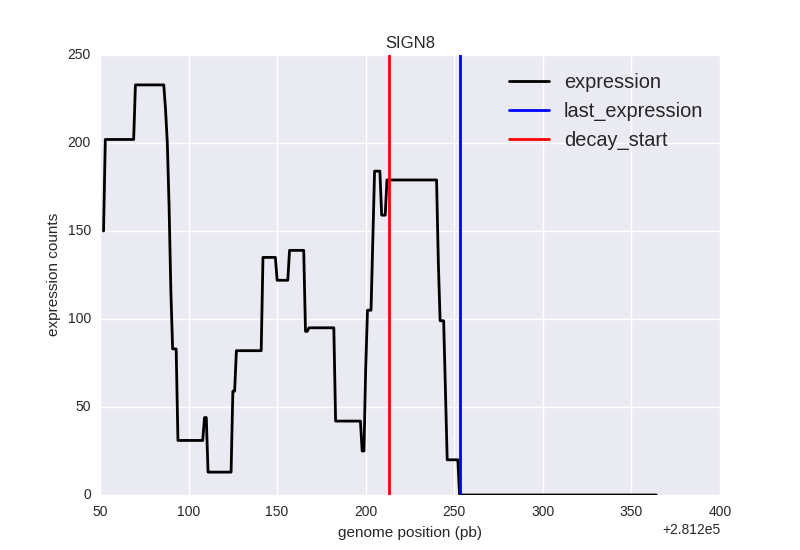 SIGN8
250
200
150
100
50
0
expression counts
expression
last_expression
decay_start
50 100 150 200 250 300 350 400
+2.812e5
genome position (pb)